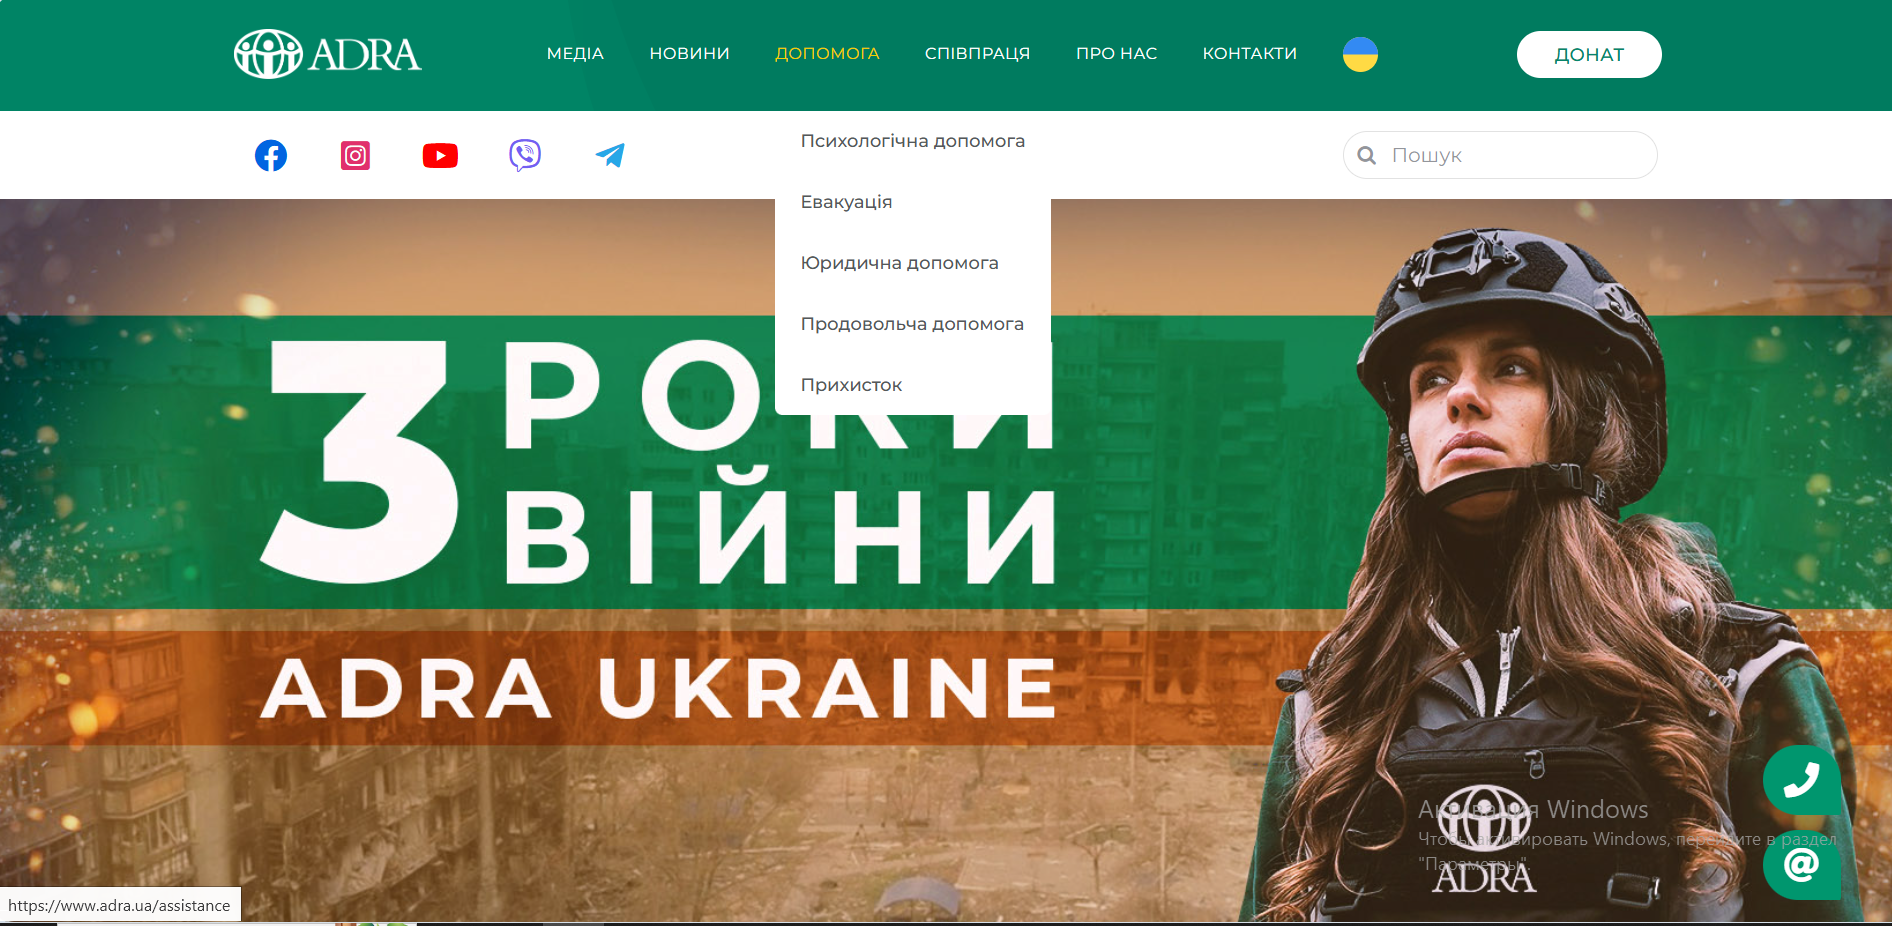 ADRA
МЕДІА НОВИНИ ДОПОМОГА СПІВПРАЦЯ ПРО НАС КОНТАКТИ
ДОНАТ
Психологічна допомога
Пошук
Евакуація
Юридична допомога
Продовольча допомога
Прихисток
3 РОКИ
ВІЙНИ
ADRA UKRAINE
Активация Windows
Чтобы активировать Windows, перейдите в раздел
"Параметры".
ADRA
@
https://www.adra.ua/assistance